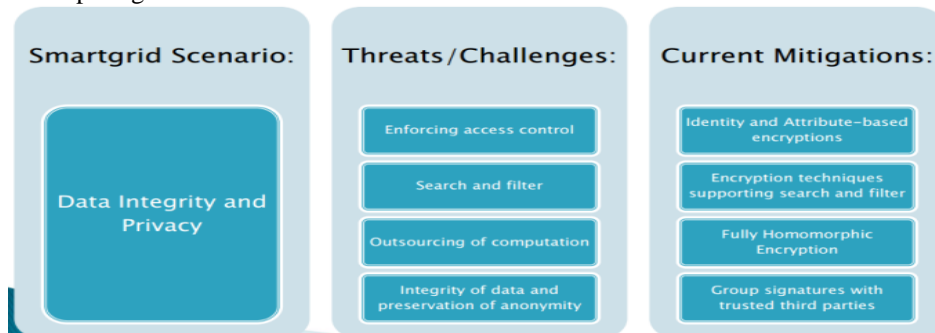 Smartgrid Scenario:
Data Integrity and
Privacy
Threats/Challenges:
Enforcing access control
Search and filter
Outsourcing of computation
Integrity of data and
preservation of anonymity
Current Mitigations:
Identity and Attribute-based
encryptions
Encryption techniques
supporting search and filter
Fully Homomorphic
Encryption
Group signatures with
trusted third parties